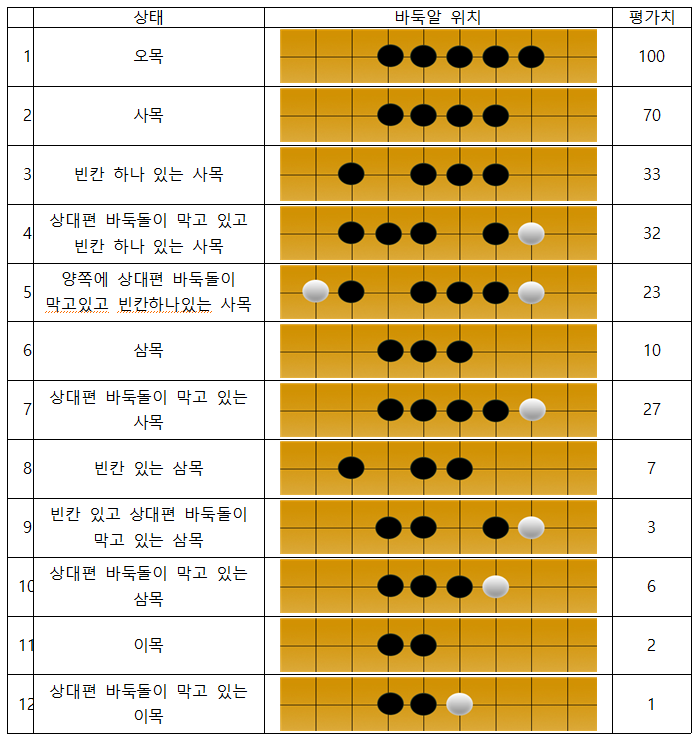 상태 바둑알 위치 평가치
1 오목 100
2 사목 70
3 빈칸 하나 있는 사목 33
상대편 바둑돌이 막고 있고
4 32
빈칸 하나 있는 사목
양쪽에 상대편 바둑돌이
5 23
막고있고 빈칸하나있는 사목
6 삼목 10
상대편 바둑돌이 막고 있는
7 27
사목
8 빈칸 있는 삼목 7
빈칸 있고 상대편 바둑돌이
9 3
막고 있는 삼목
상대편 바둑돌이 막고 있는
10 6
삼목
11 이목 2
상대편 바둑돌이 막고 있는
12 1
이목